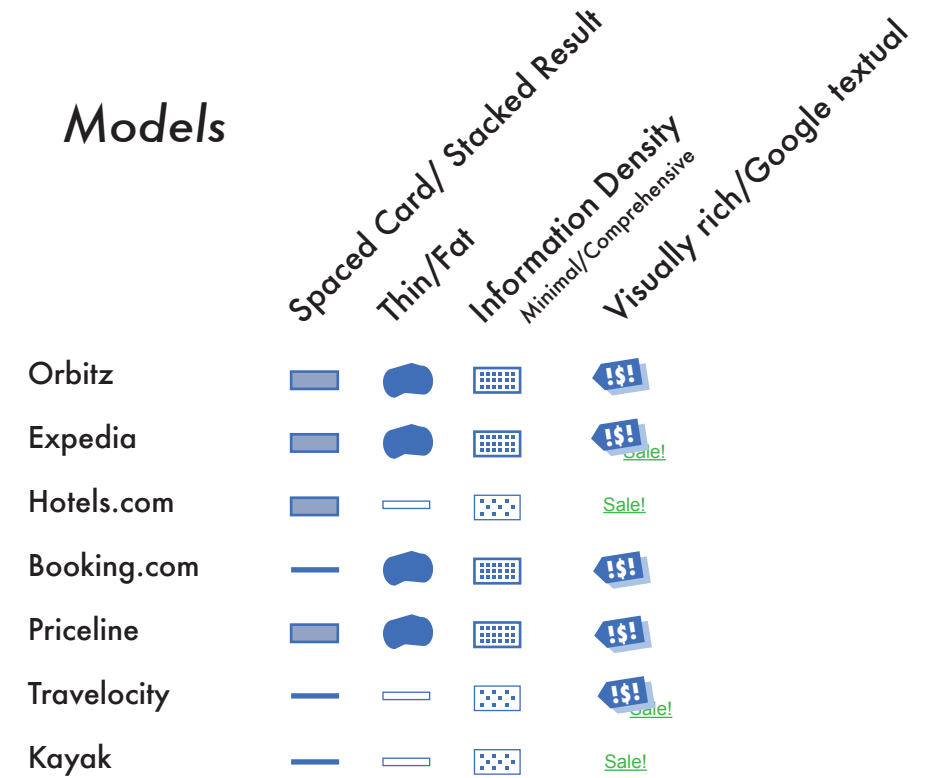 Models
Spaced Card/ Stacked Result
Thin/Fat
Information Density
Minimal/Comprehensive
Visually rich/Google textual
Orbitz
!$!
Expedia
!$!
Sale!
Hotels.com
Sale!
Booking.com
!$!
Priceline
!$!
Travelocity
!$!
Sale!
Kayak
Sale!